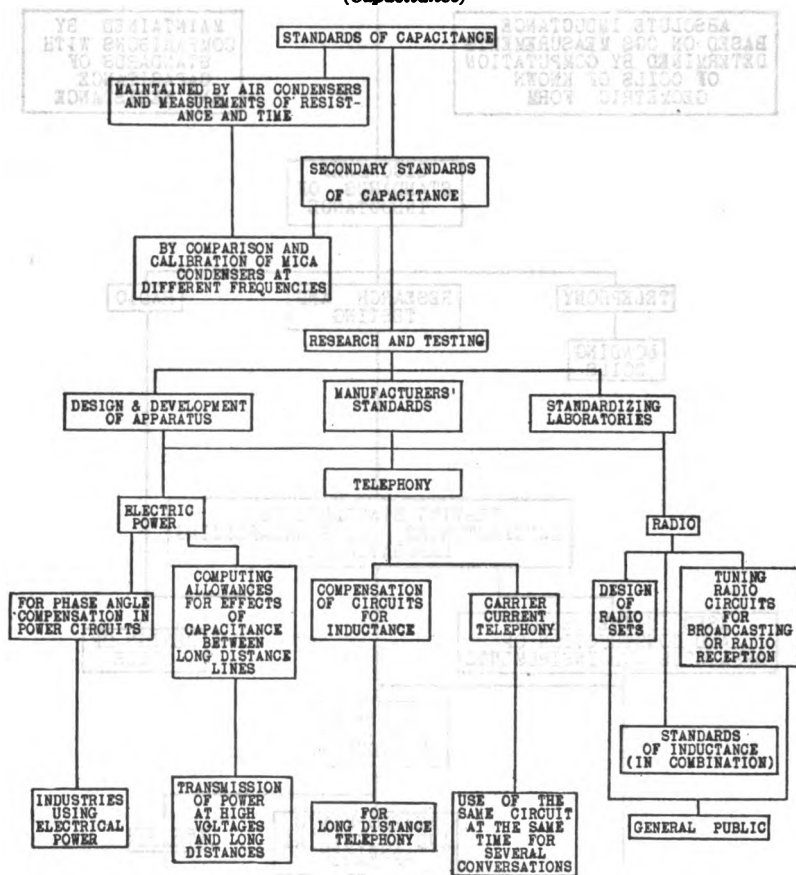 (Capacitance)
STANDARDS OF CAPACITANCE
MAINTAINED BY AIR CONDENSERS
AND MEASUREMENTS OF RESIST-
ANCE AND TIME
SECONDARY STANDARDS
OF CAPACITANCE
BY COMPARISON AND
CALIBRATION OF MICA
CONDENSERS AT
DIFFERENT FREQUENCIES
RESEARCH AND TESTING
DESIGN & DEVELOPMENT
OF APPARATUS
MANUFACTURERS'
STANDARDS
STANDARDIZING
LABORATORIES
TELEPHONY
ELECTRIC
POWER
RADIO
FOR PHASE ANGLE
COMPENSATION IN
POWER CIRCUITS
COMPUTING
ALLOWANCES
FOR EFFECTS
OF
CAPACITANCE
BETWEEN
LONG DISTANCE
LINES
COMPENSATION
OF CIRCUITS
FOR
INDUCTANCE
CARRIER
CURRENT
TELEPHONY
DESIGN
OF
RADIO SETS
TUNING
RADIO
CIRCUITS
FOR
BROADCASTING
OR RADIO
RECEPTION
STANDARDS
OF INDUCTANCE
(IN COMBINATION)
INDUSTRIES
USING
ELECTRICAL
POWER
TRANSMISSION
OF POWER
AT HIGH
VOLTAGES
AND LONG
DISTANCES
FOR
LONG DISTANCE
TELEPHONY
USE OF THE
SAME CIRCUIT
AT THE SAME
TIME FOR
SEVERAL
CONVERSATIONS
GENERAL PUBLIC